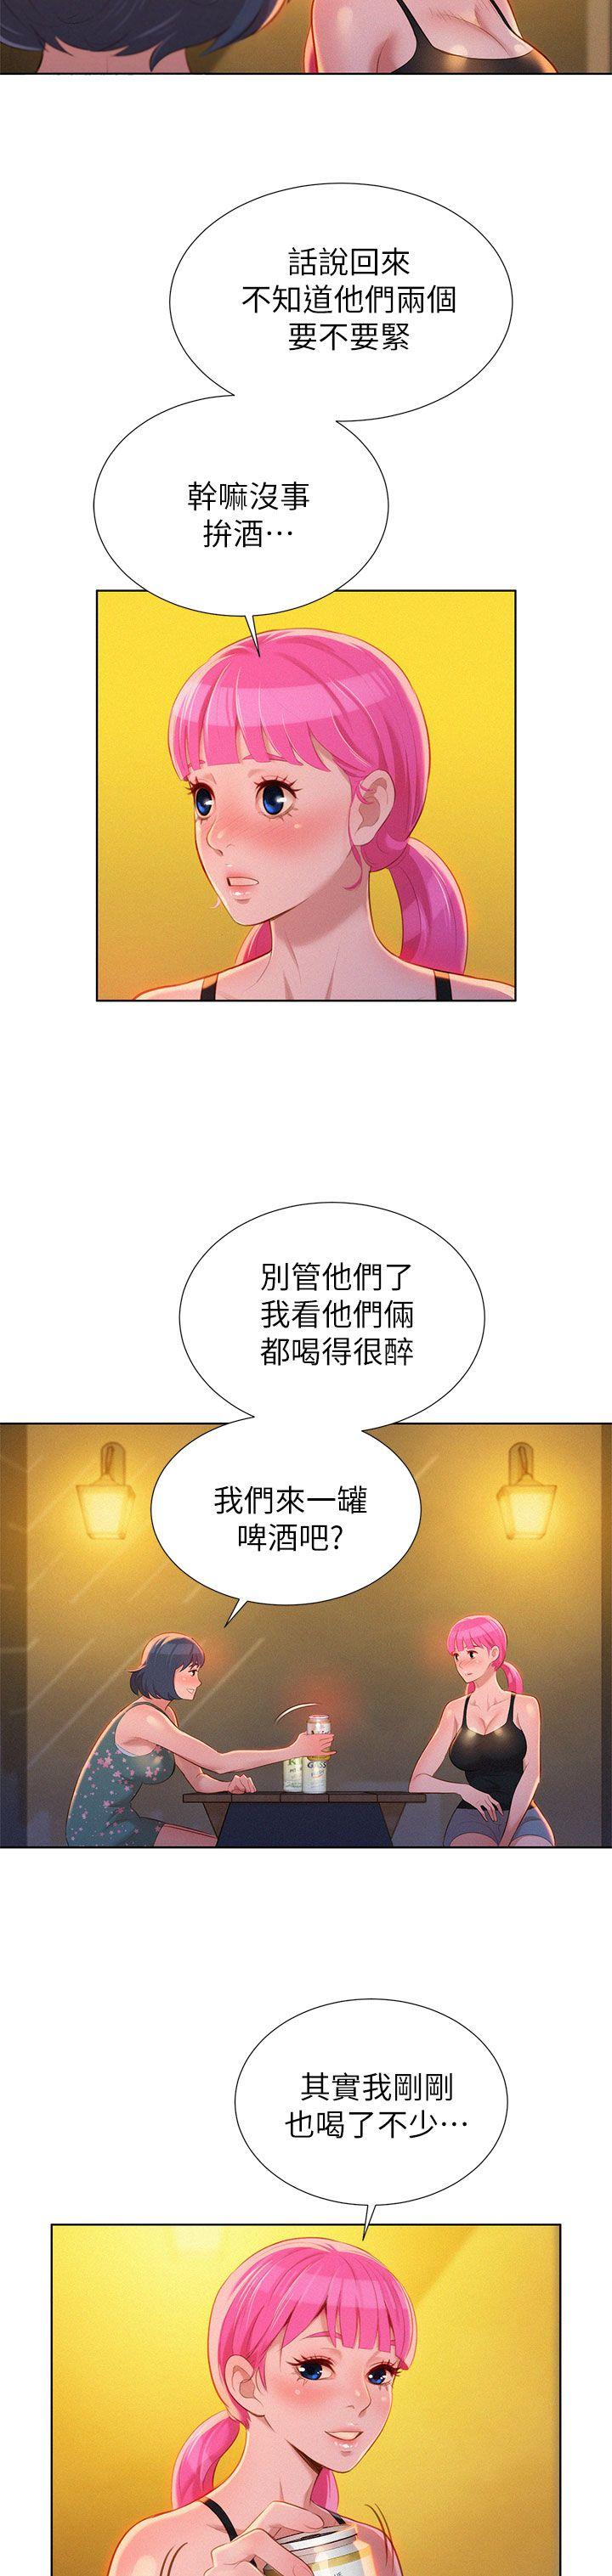 話說回來
不知道他們兩個
要不要緊
幹嘛沒事
拚酒⋯
別管他們了
我看他們倆
都喝得很醉
我們來一罐
啤酒吧?
其實我剛剛
也喝了不少⋯